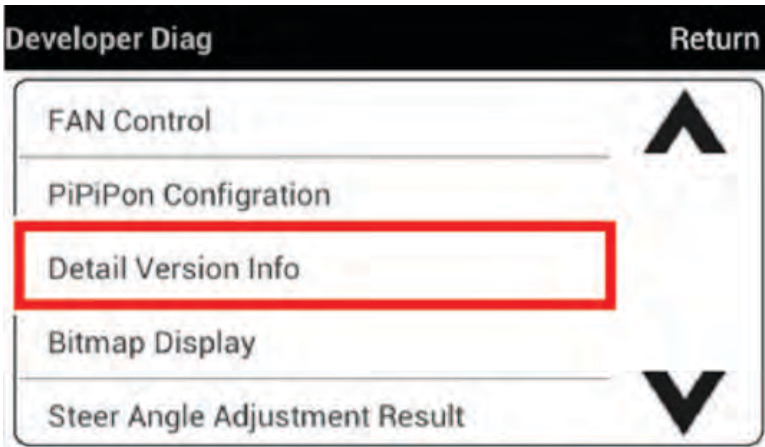 Developer Diag Return
FAN Control
PiPiPon Configration
Detail Version Info
Bitmap Display
Steer Angle Adjustment Result